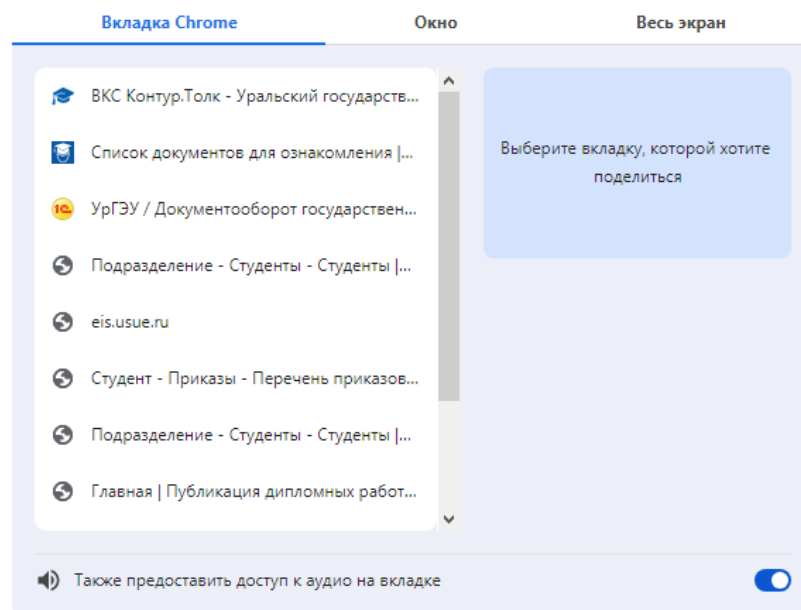 Вкладка Chrome
Окно
Весь экран
ВКС Контур.Толк - Уральский государств...
Список документов для ознакомления |...
УрГЭУ / Документооборот государствен...
Подразделение - Студенты - Студенты |...
eis.usue.ru
Студент - Приказы - Перечень приказов...
Подразделение - Студенты - Студенты |...
Главная | Публикация дипломных работ...
Выберите вкладку, которой хотите
поделиться
Также предоставить доступ к аудио на вкладке